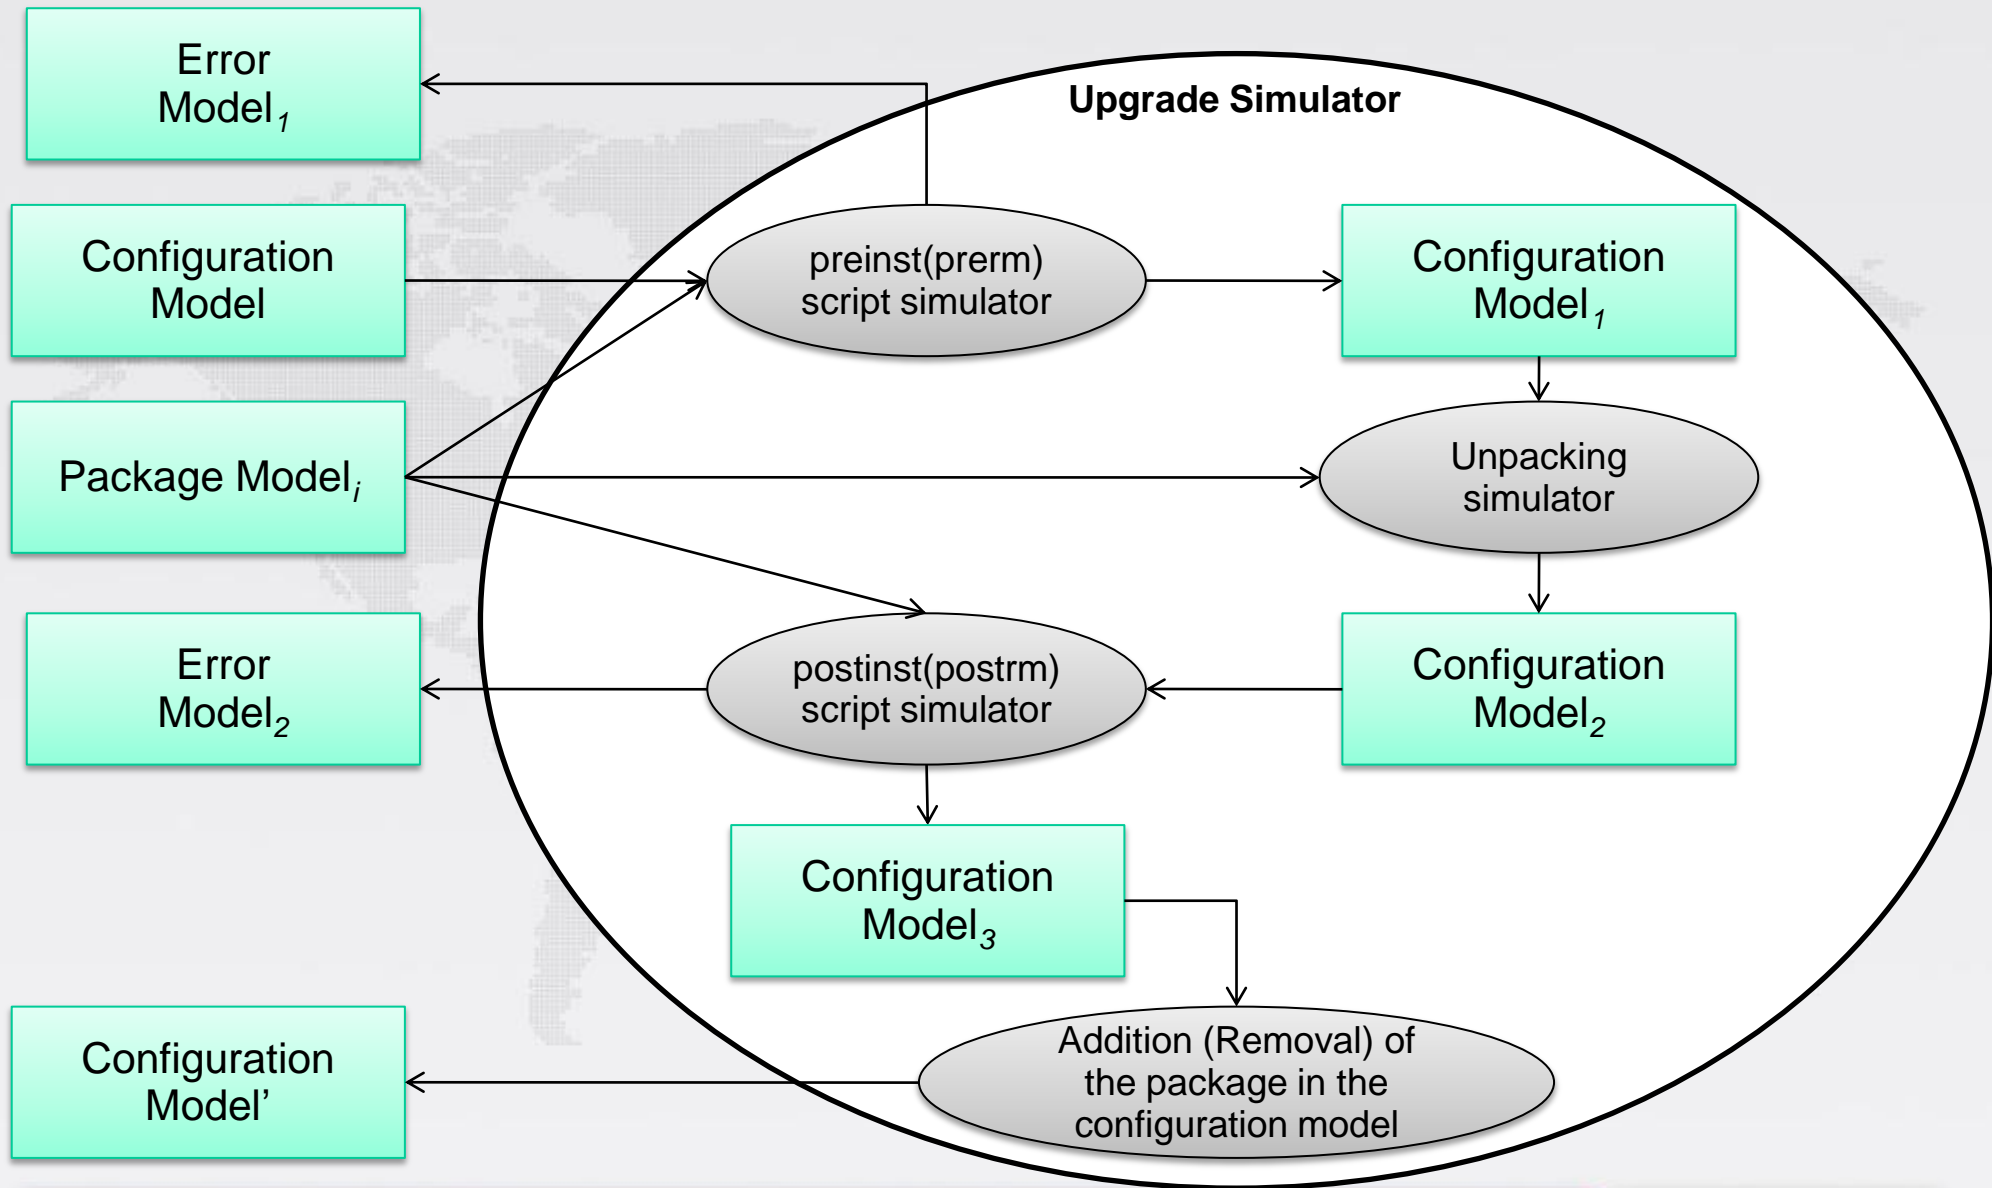 Error
Model1
Upgrade Simulator
Configuration
Model
preinst(prerm)
script simulator
Configuration
Model1
Package Modeli
Unpacking
simulator
Error
Model2
postinst(postrm)
script simulator
Configuration
Model2
Configuration
Model3
Configuration
Model’
Addition (Removal) of
the package in the
configuration model